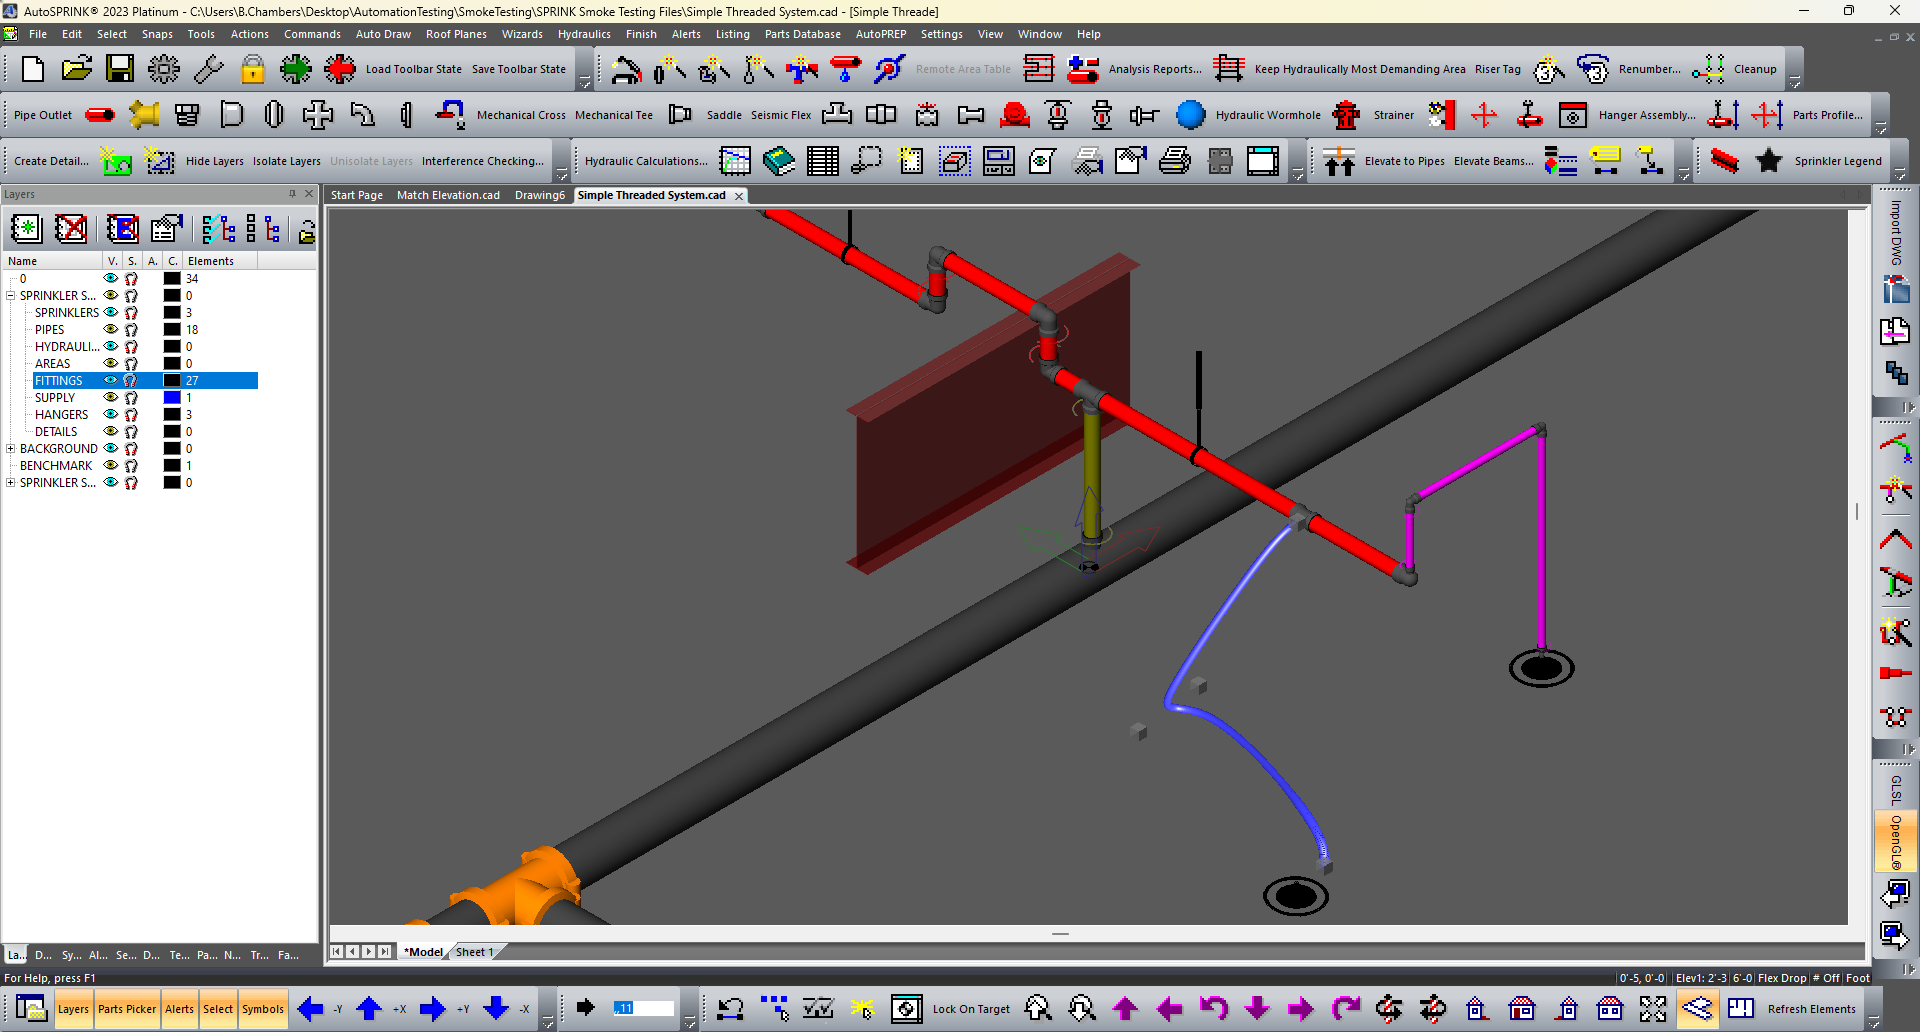 AutoSPRINK® 2023 Platinum - C:\Users\B.Chambers\Desktop\AutomationTesting\SmokeTesting\SPRINK Smoke Testing Files\Simple Threaded System.cad - [Simple Threade]
File Edit Select Snaps Tools Actions Commands Auto Draw Roof Planes Wizards Hydraulics Finish Alerts Listing Parts Database AutoPREP Settings View Window Help
Load Toolbar State Save Toolbar State Remote Area Table Analysis Reports... Keep Hydraulically Most Demanding Area Riser Tag Renumber... Cleanup
Pipe Outlet Mechanical Cross Mechanical Tee Saddle Seismic Flex Hydraulic Wormhole Strainer Hanger Assembly... Parts Profile...
Create Detail... Hide Layers Isolate Layers Unisolate Layers Interference Checking... Hydraulic Calculations... Elevate to Pipes Elevate Beams... Sprinkler Legend
Layers
Start Page Match Elevation.cad Drawing6 Simple Threaded System.cad
Name V. S. A. C. Elements
0 34
SPRINKLER S... 0
SPRINKLERS 3
PIPES 18
HYDRAULI... 0
AREAS 0
FITTINGS 27
SUPPLY 1
HANGERS 3
DETAILS 0
BACKGROUND 0
BENCHMARK 1
SPRINKLER S... 0
Import DWG
GLSL
OpenGL®
La... D... Sy... Al... Se... D... Te... Pa... N... Tr... Fa...
*Model Sheet 1
For Help, press F1
0'-5, 0'-0 Elev1: 2'-3 6'-0 Flex Drop # Off Foot
Layers Parts Picker Alerts Select Symbols -Y +X +Y -X ,,11 Lock On Target Refresh Elements